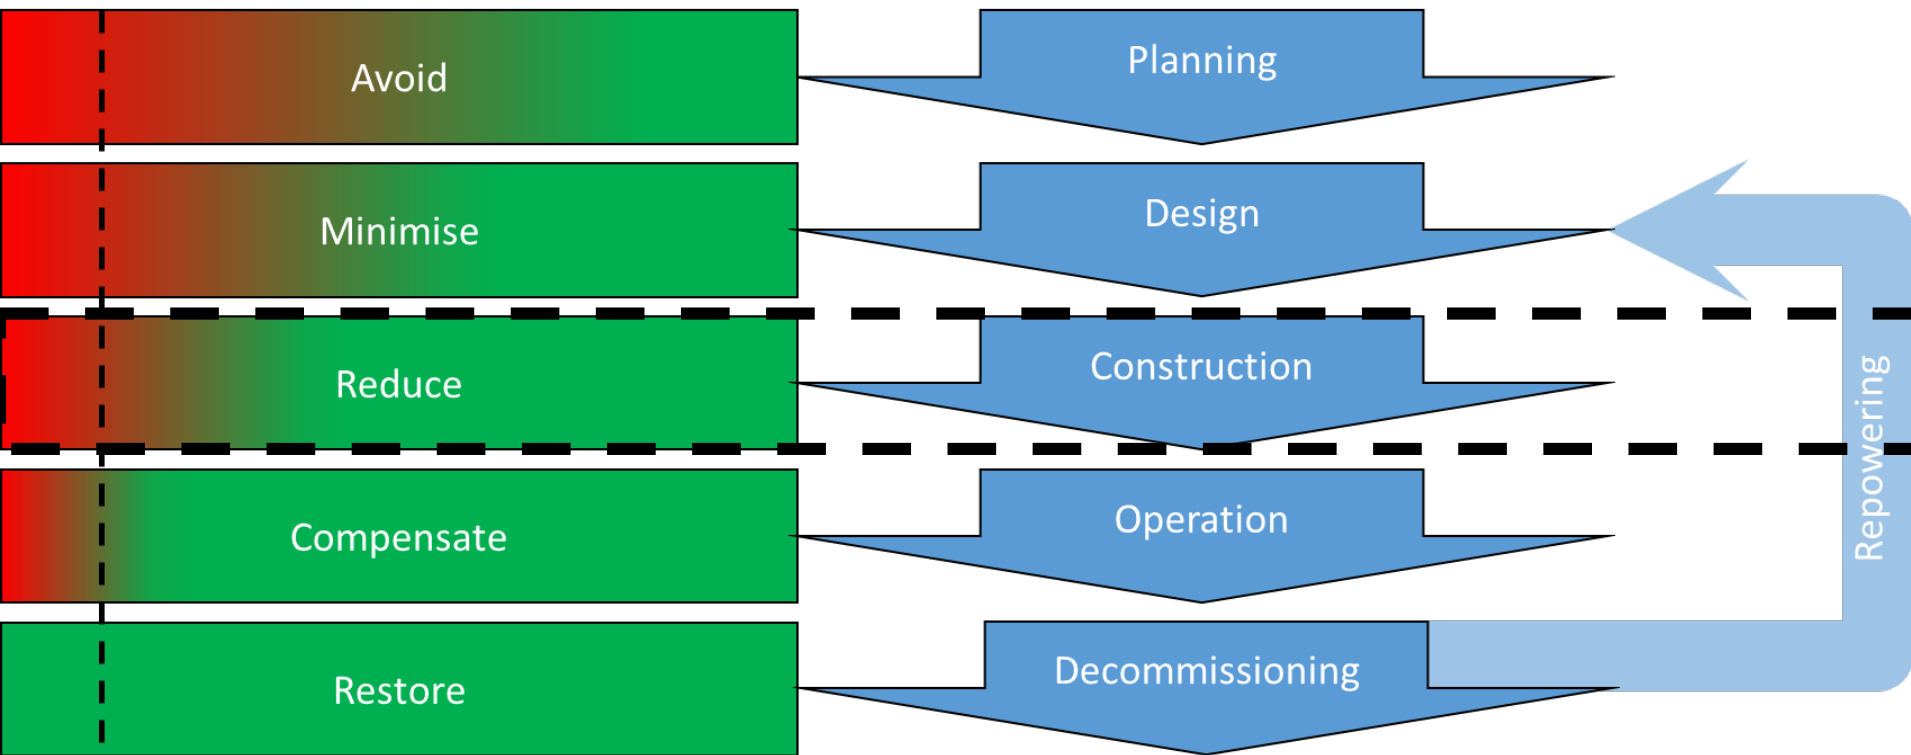 Avoid
Planning
Minimise
Design
Reduce
Construction
Compensate
Operation
Restore
Decommissioning
Repowering